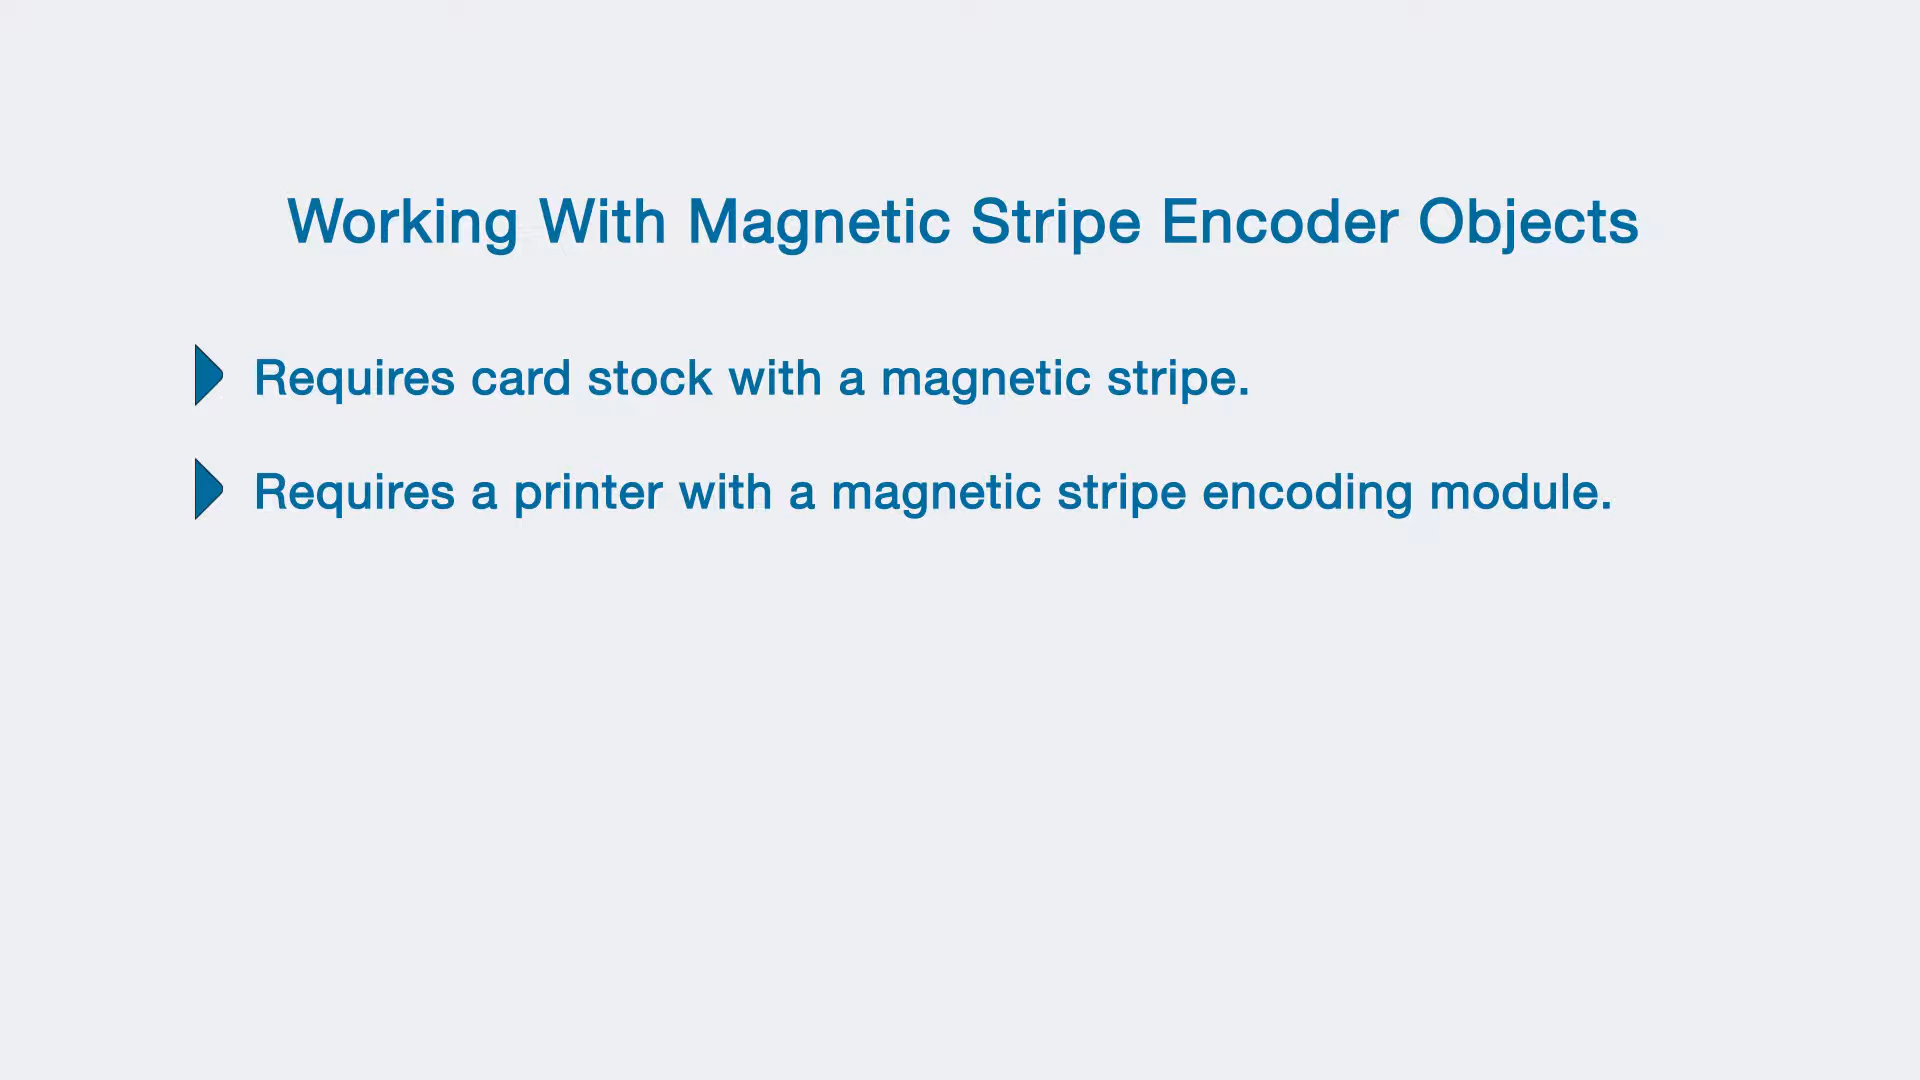 Working With Magnetic Stripe Encoder Objects
Requires card stock with a magnetic stripe.
Requires a printer with a magnetic stripe encoding module.